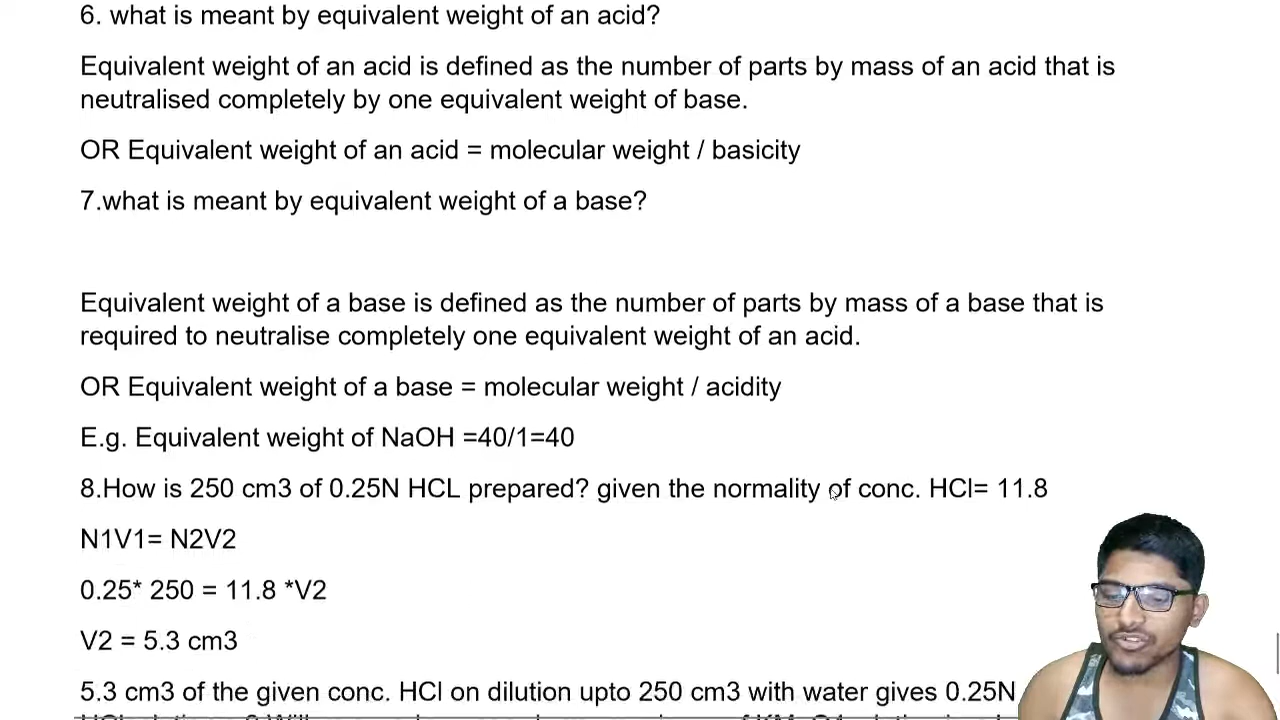 6. what is meant by equivalent weight of an acid?
Equivalent weight of an acid is defined as the number of parts by mass of an acid that is
neutralised completely by one equivalent weight of base.
OR Equivalent weight of an acid = molecular weight / basicity
7.what is meant by equivalent weight of a base?
Equivalent weight of a base is defined as the number of parts by mass of a base that is
required to neutralise completely one equivalent weight of an acid.
OR Equivalent weight of a base = molecular weight / acidity
E.g. Equivalent weight of NaOH =40/1=40
8.How is 250 cm3 of 0.25N HCL prepared? given the normality of conc. HCl= 11.8
N1V1= N2V2
0.25* 250 = 11.8 *V2
V2 = 5.3 cm3
5.3 cm3 of the given conc. HCl on dilution upto 250 cm3 with water gives 0.25N